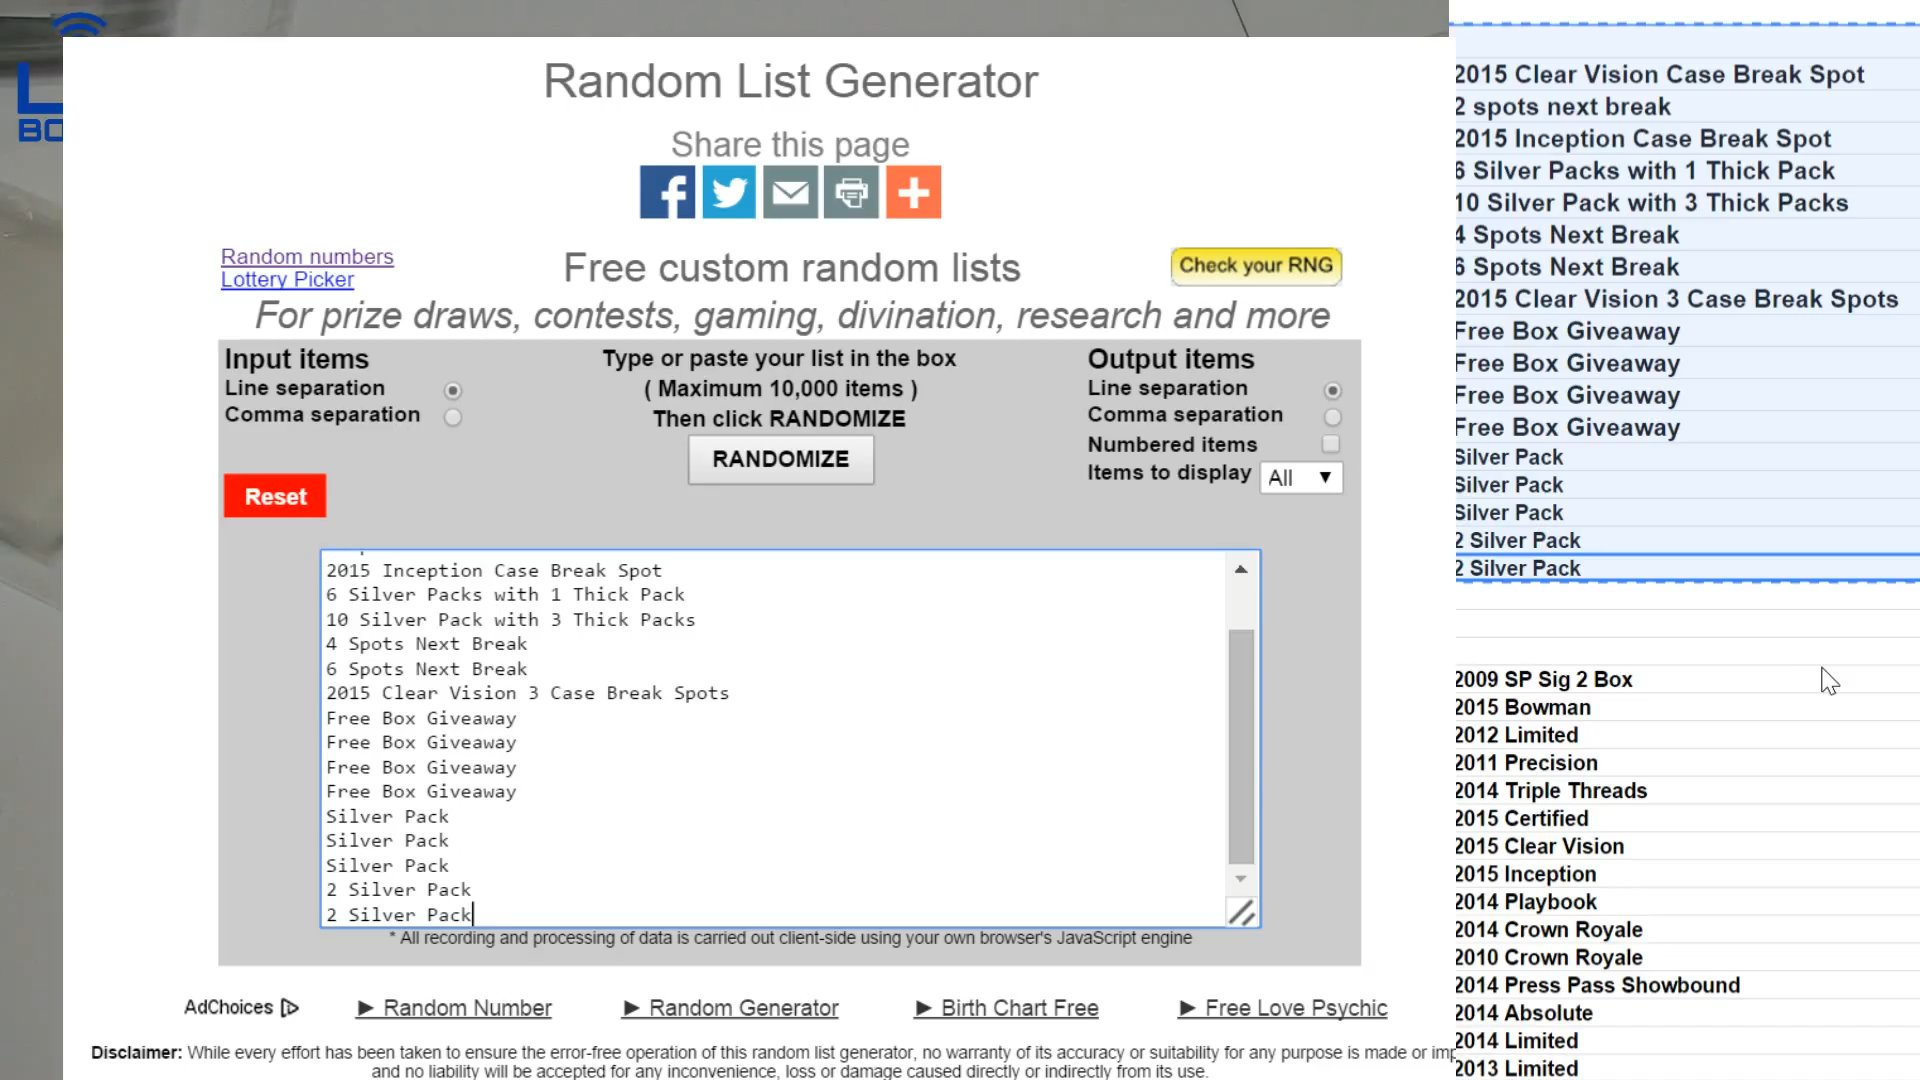 Random List Generator
Share this page
Random numbers
Lottery Picker
Free custom random lists
Check your RNG
For prize draws, contests, gaming, divination, research and more
Input items
Line separation
Comma separation
Type or paste your list in the box
( Maximum 10,000 items )
Then click RANDOMIZE
RANDOMIZE
Output items
Line separation
Comma separation
Numbered items
Items to display All
Reset
2015 Inception Case Break Spot
6 Silver Packs with 1 Thick Pack
10 Silver Pack with 3 Thick Packs
4 Spots Next Break
6 Spots Next Break
2015 Clear Vision 3 Case Break Spots
Free Box Giveaway
Free Box Giveaway
Free Box Giveaway
Free Box Giveaway
Silver Pack
Silver Pack
Silver Pack
2 Silver Pack
2 Silver Pack
* All recording and processing of data is carried out client-side using your own browser's JavaScript engine
AdChoices
► Random Number
► Random Generator
► Birth Chart Free
► Free Love Psychic
Disclaimer: While every effort has been taken to ensure the error-free operation of this random list generator, no warranty of its accuracy or suitability for any purpose is made or imp
and no liability will be accepted for any inconvenience, loss or damage caused directly or indirectly from its use.
2015 Clear Vision Case Break Spot
2 spots next break
2015 Inception Case Break Spot
6 Silver Packs with 1 Thick Pack
10 Silver Pack with 3 Thick Packs
4 Spots Next Break
6 Spots Next Break
2015 Clear Vision 3 Case Break Spots
Free Box Giveaway
Free Box Giveaway
Free Box Giveaway
Free Box Giveaway
Silver Pack
Silver Pack
Silver Pack
2 Silver Pack
2 Silver Pack
2009 SP Sig 2 Box
2015 Bowman
2012 Limited
2011 Precision
2014 Triple Threads
2015 Certified
2015 Clear Vision
2015 Inception
2014 Playbook
2014 Crown Royale
2010 Crown Royale
2014 Press Pass Showbound
2014 Absolute
2014 Limited
2013 Limited